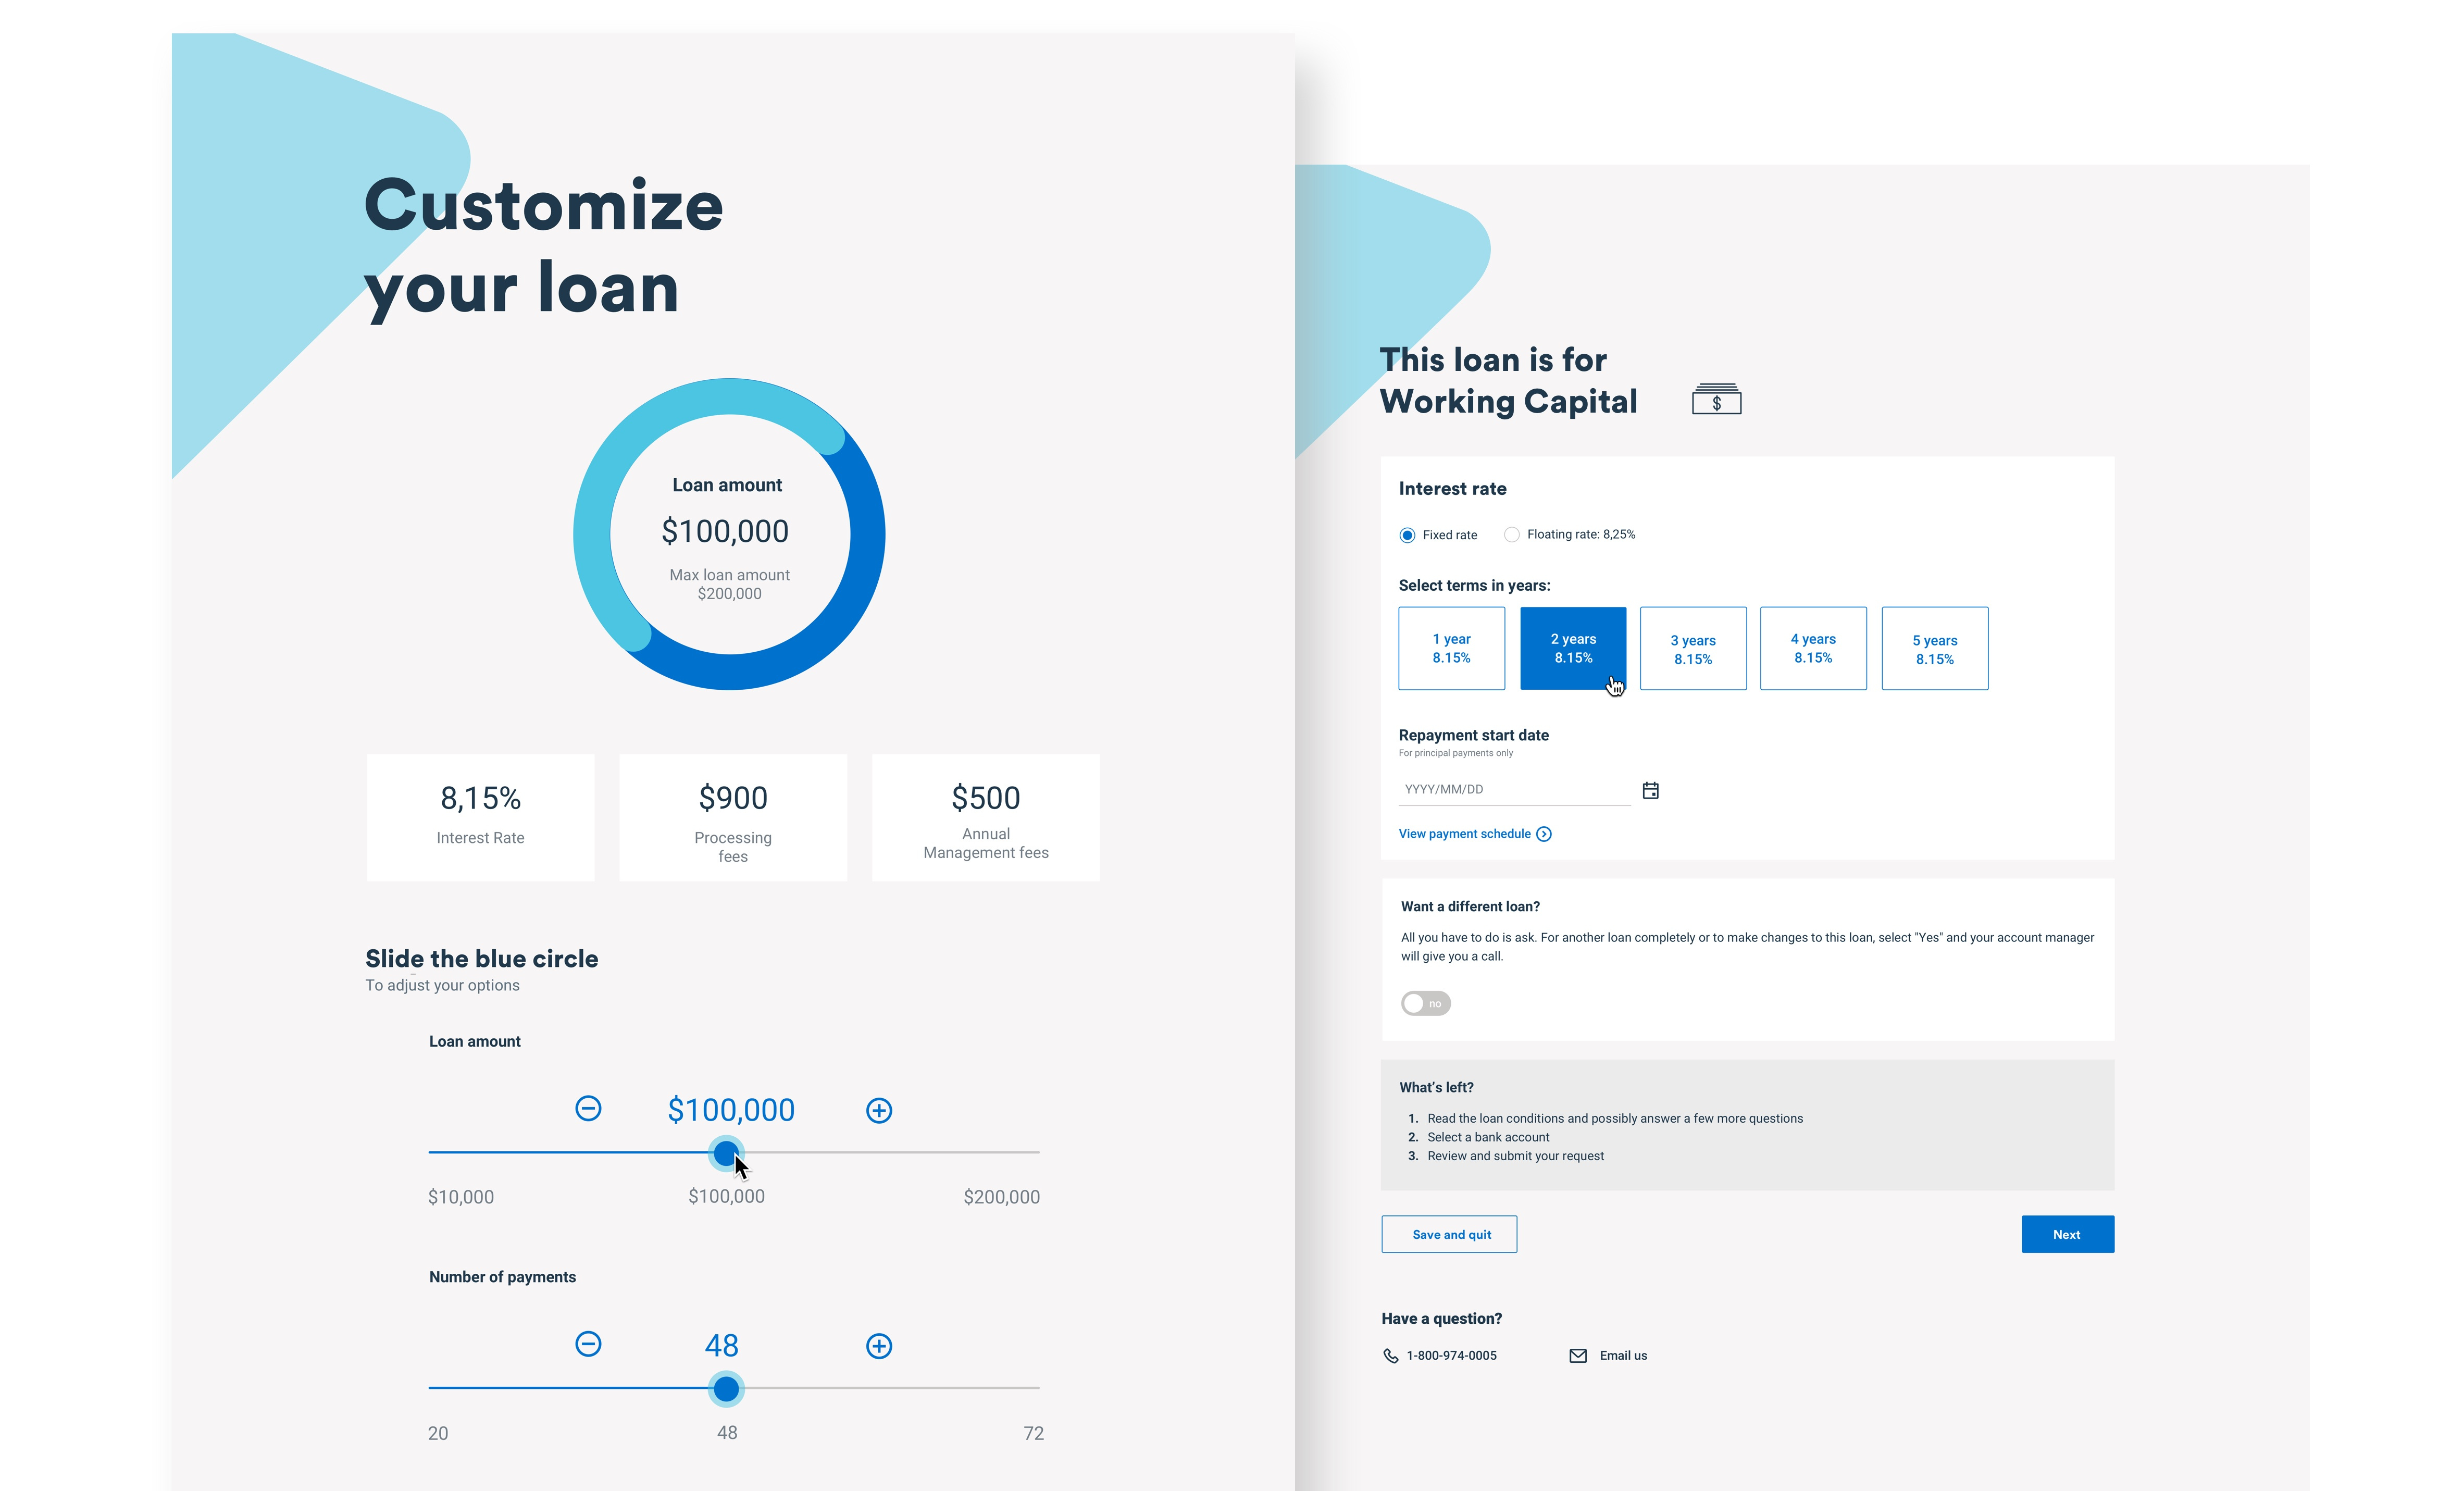 Customize
your loan
Loan amount
$100,000
Max loan amount
$200,000
8,15%
Interest Rate
$900
Processing
fees
$500
Annual
Management fees
Slide the blue circle
To adjust your options
Loan amount
$100,000
$10,000
$100,000
$200,000
Number of payments
48
20
48
72
This loan is for
Working Capital
$
Interest rate
Fixed rate
Floating rate: 8,25%
Select terms in years:
1 year
8.15%
2 years
8.15%
3 years
8.15%
4 years
8.15%
5 years
8.15%
Repayment start date
For principal payments only
YYYY/MM/DD
View payment schedule
Want a different loan?
All you have to do is ask. For another loan completely or to make changes to this loan, select "Yes" and your account manager
will give you a call.
no
What's left?
1. Read the loan conditions and possibly answer a few more questions
2. Select a bank account
3. Review and submit your request
Save and quit
Next
Have a question?
1-800-974-0005
Email us